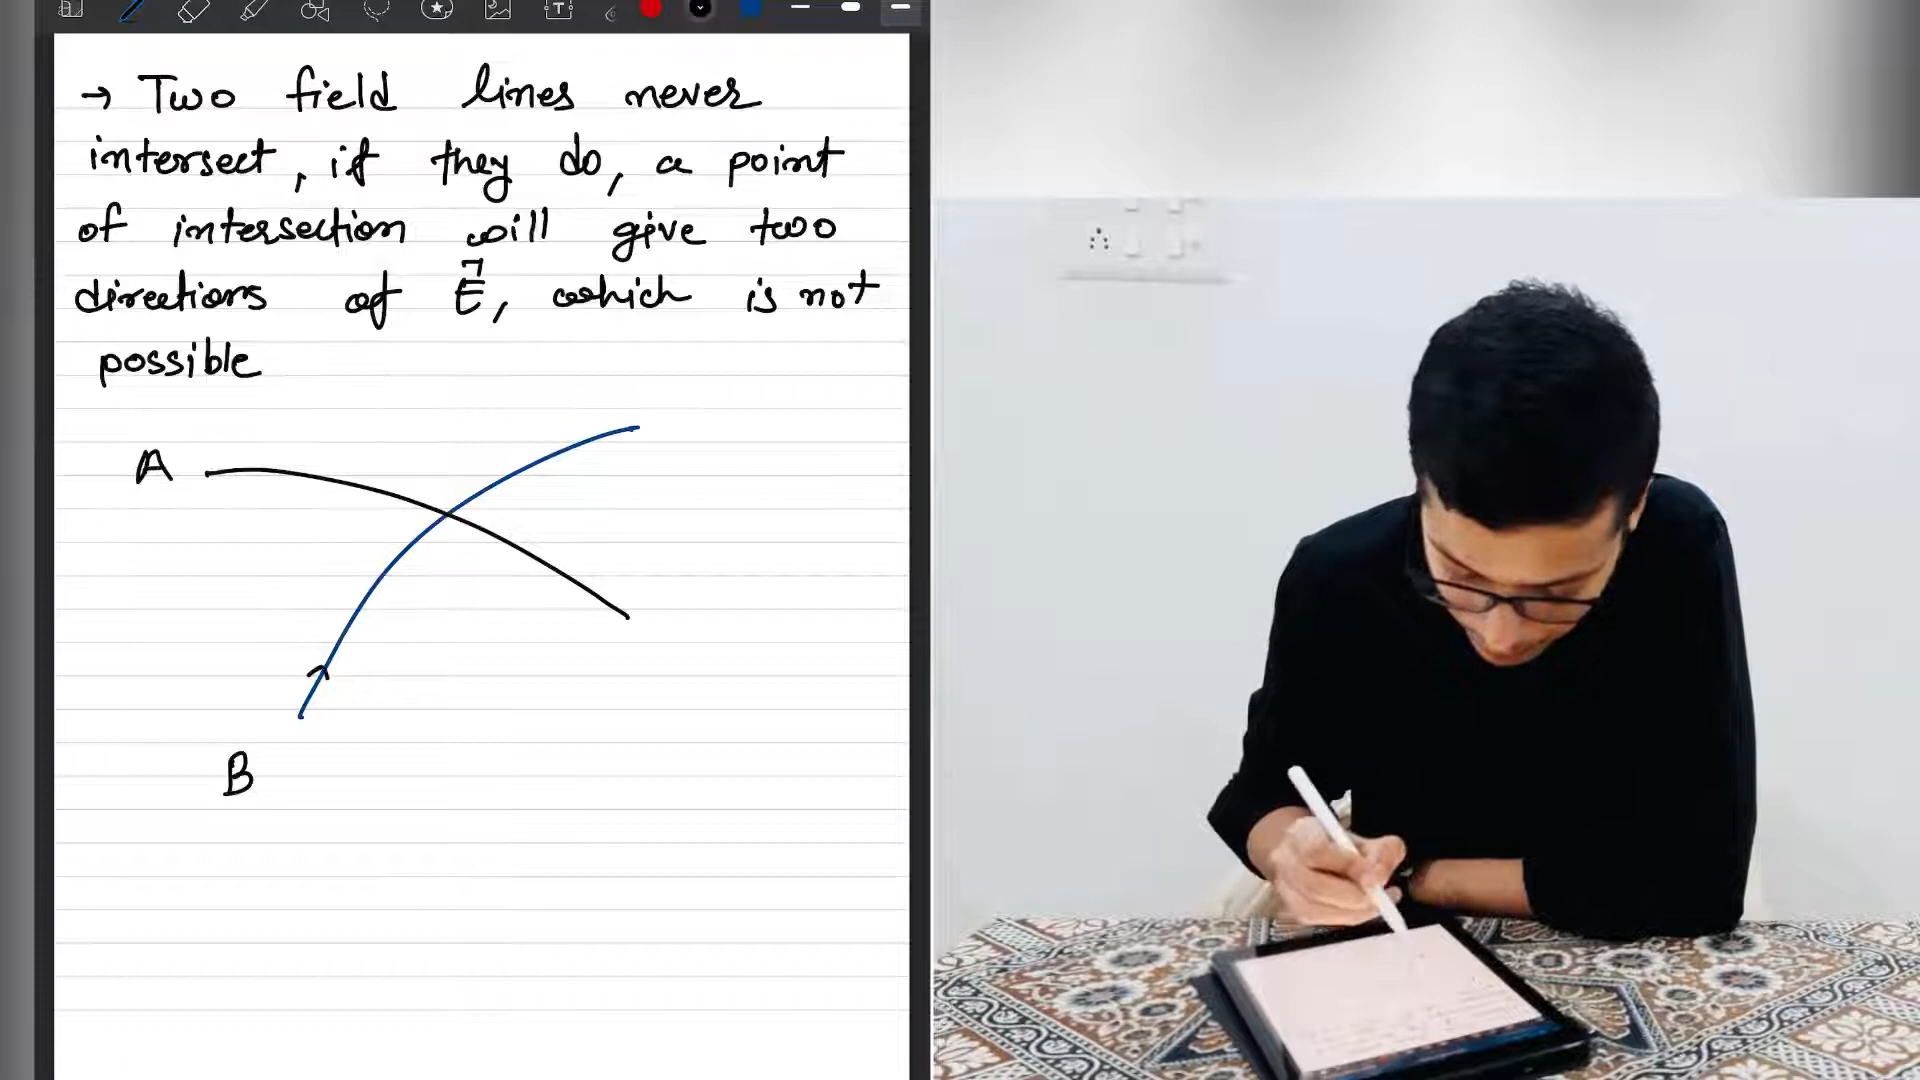 → Two field lines never
intersect, if they do, a point
of intersection will give two
directions of E⃗, which is not
possible
A
B